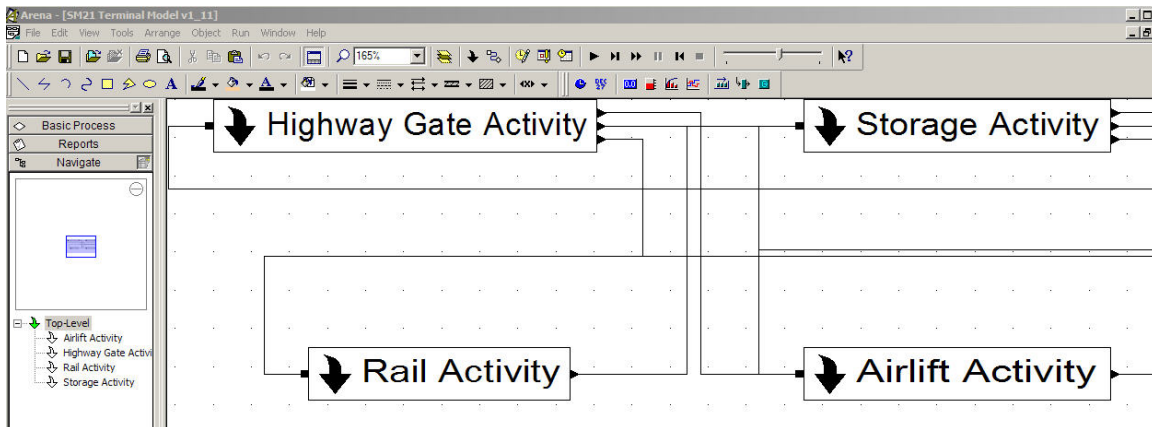 Arena - [SM21 Terminal Model v1_11]
File Edit View Tools Arrange Object Run Window Help
165%
A A
Basic Process
Reports
Navigate
Top-Level
Airlift Activity
Highway Gate Activi
Rail Activity
Storage Activity
Highway Gate Activity
Storage Activity
Rail Activity
Airlift Activity